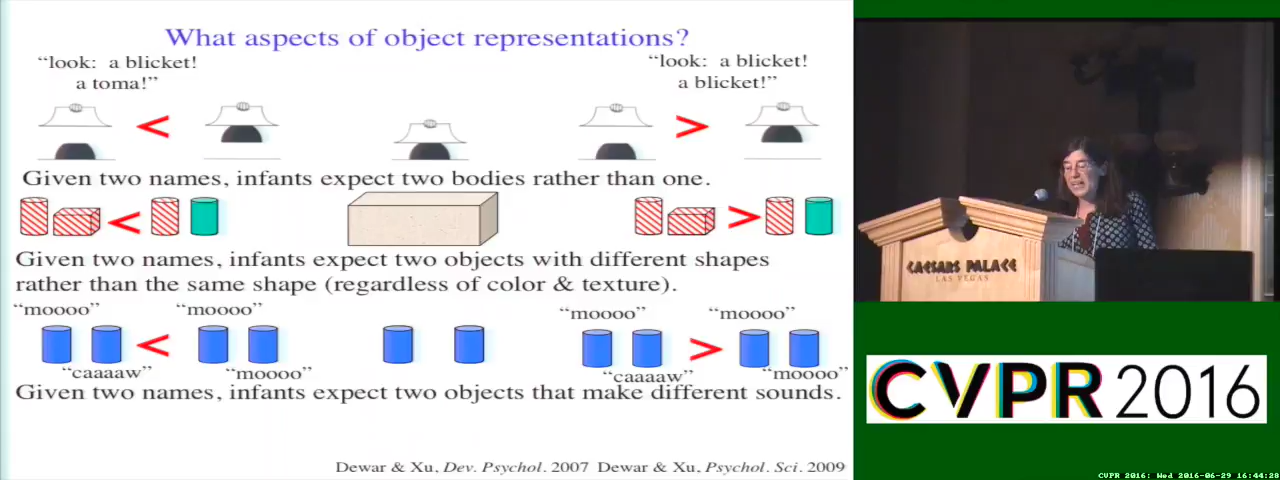 What aspects of object representations?
“look: a blicket!
a toma!”
“look: a blicket!
a blicket!”
<
>
Given two names, infants expect two bodies rather than one.
<
>
Given two names, infants expect two objects with different shapes
rather than the same shape (regardless of color & texture).
“moooo”
“moooo”
“moooo”
“moooo”
<
>
“caaaaw”
“moooo”
“caaaaw”
“moooo”
Given two names, infants expect two objects that make different sounds.
Dewar & Xu, Dev. Psychol. 2007 Dewar & Xu, Psychol. Sci. 2009
CAESARS PALACE
LAS VEGAS
CVPR 2016
CVPR 2016: Wed 2016-06-29 16:44:28